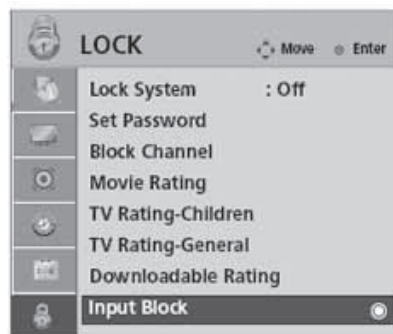 LOCK Move Enter
Lock System : Off
Set Password
Block Channel
Movie Rating
TV Rating-Children
TV Rating-General
Downloadable Rating
Input Block